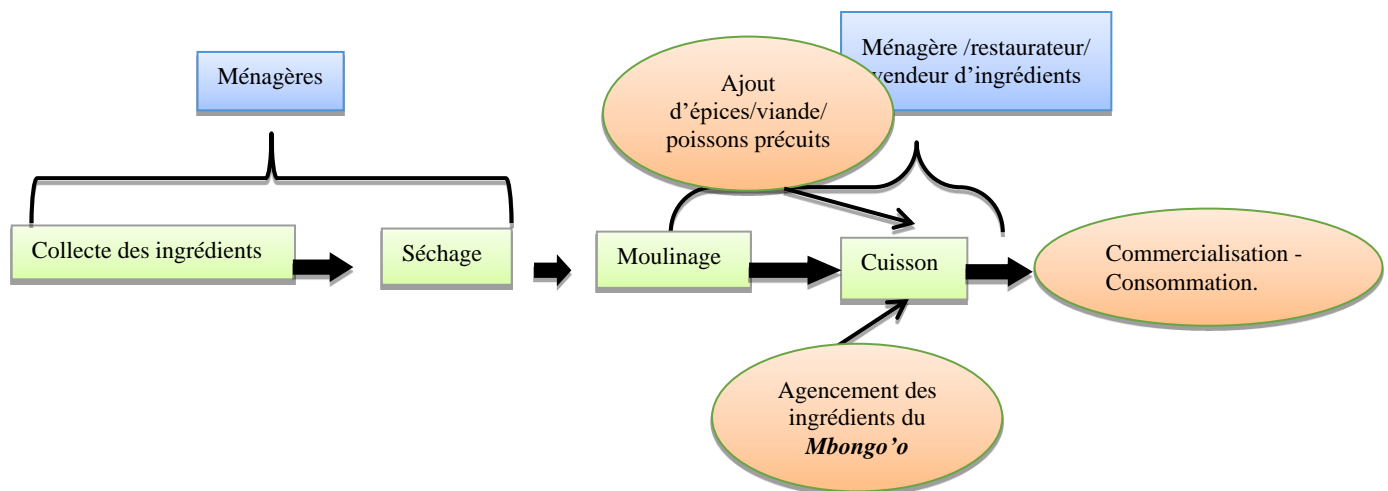 Ménagères
Ménagère /restaurateur/
vendeur d’ingrédients
Ajout
d’épices/viande/
poissons précuits
Collecte des ingrédients
Séchage
Moulinage
Cuisson
Commercialisation -
Consommation.
Agencement des
ingrédients du
Mbongo’o